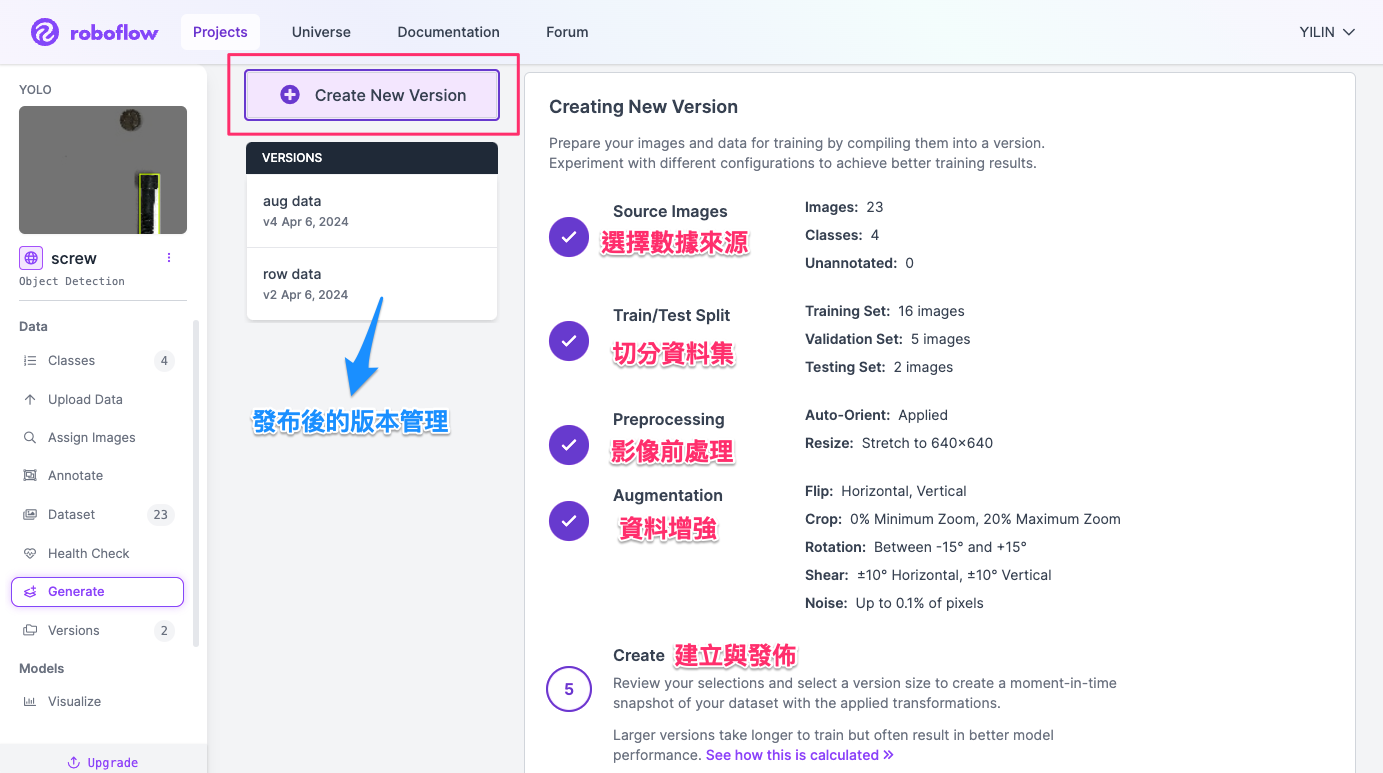 roboflow
Projects
Universe
Documentation
Forum
YILIN
YOLO
screw
Object Detection
Data
Classes 4
Upload Data
Assign Images
Annotate
Dataset 23
Health Check
Generate
Versions 2
Models
Visualize
Upgrade
Create New Version
VERSIONS
aug data
v4 Apr 6, 2024
row data
v2 Apr 6, 2024
發布後的版本管理
Creating New Version
Prepare your images and data for training by compiling them into a version.
Experiment with different configurations to achieve better training results.
Source Images
選擇數據來源
Images: 23
Classes: 4
Unannotated: 0
Train/Test Split
切分資料集
Training Set: 16 images
Validation Set: 5 images
Testing Set: 2 images
Preprocessing
影像前處理
Auto-Orient: Applied
Resize: Stretch to 640×640
Augmentation
資料增強
Flip: Horizontal, Vertical
Crop: 0% Minimum Zoom, 20% Maximum Zoom
Rotation: Between -15° and +15°
Shear: ±10° Horizontal, ±10° Vertical
Noise: Up to 0.1% of pixels
5
Create 建立與發佈
Review your selections and select a version size to create a moment-in-time
snapshot of your dataset with the applied transformations.
Larger versions take longer to train but often result in better model
performance. See how this is calculated »